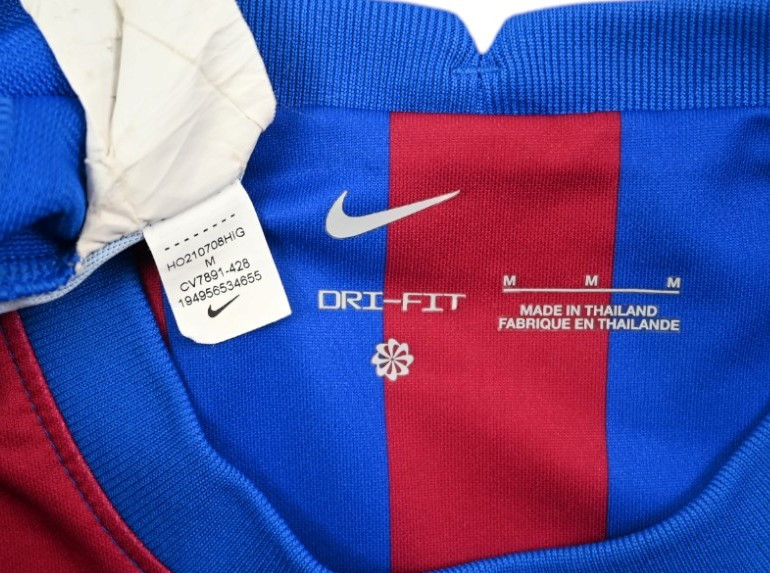 HO210708HIG
M
CV7891-428
194956534655
DRI-FIT
M M M
MADE IN THAILAND
FABRIQUE EN THAILANDE